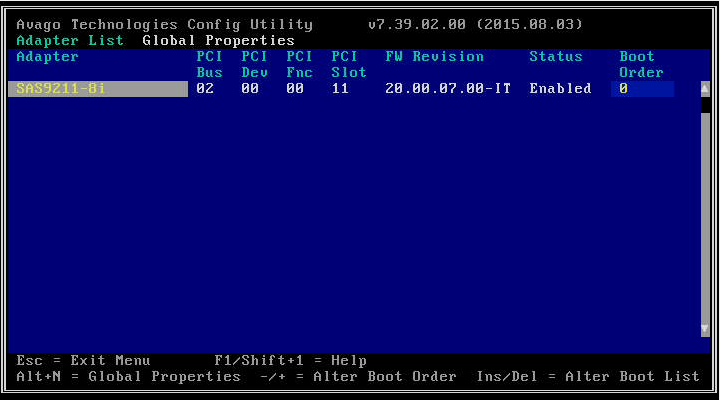 Avago Technologies Config Utility v7.39.02.00 (2015.08.03)
Adapter List Global Properties
Adapter PCI PCI PCI PCI FW Revision Status Boot
Bus Dev Fnc Slot Order
SAS9211-8i 02 00 00 11 20.00.07.00-IT Enabled 0
Esc = Exit Menu F1/Shift+1 = Help
Alt+N = Global Properties -/+ = Alter Boot Order Ins/Del = Alter Boot List